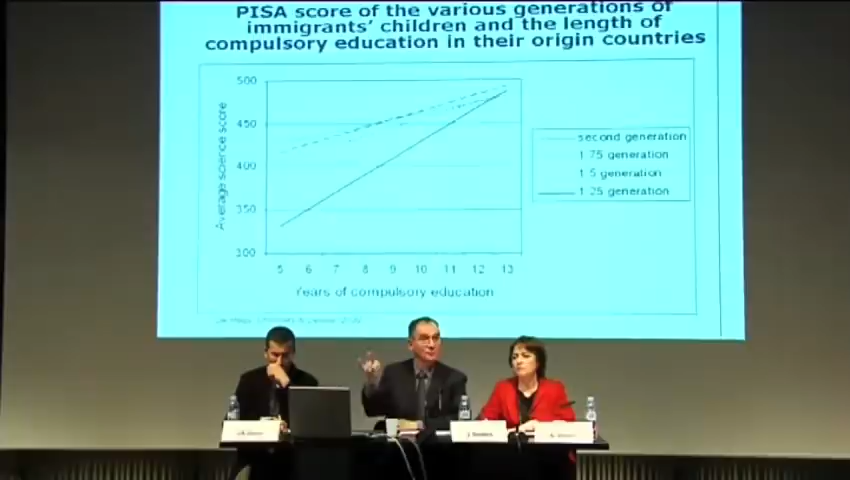 PISA score of the various generations of
immigrants' children and the length of
compulsory education in their origin countries
500
450
400
350
300
Average science score
5 6 7 8 9 10 11 12 13
Years of compulsory education
second generation
1.75 generation
1.5 generation
1.25 generation